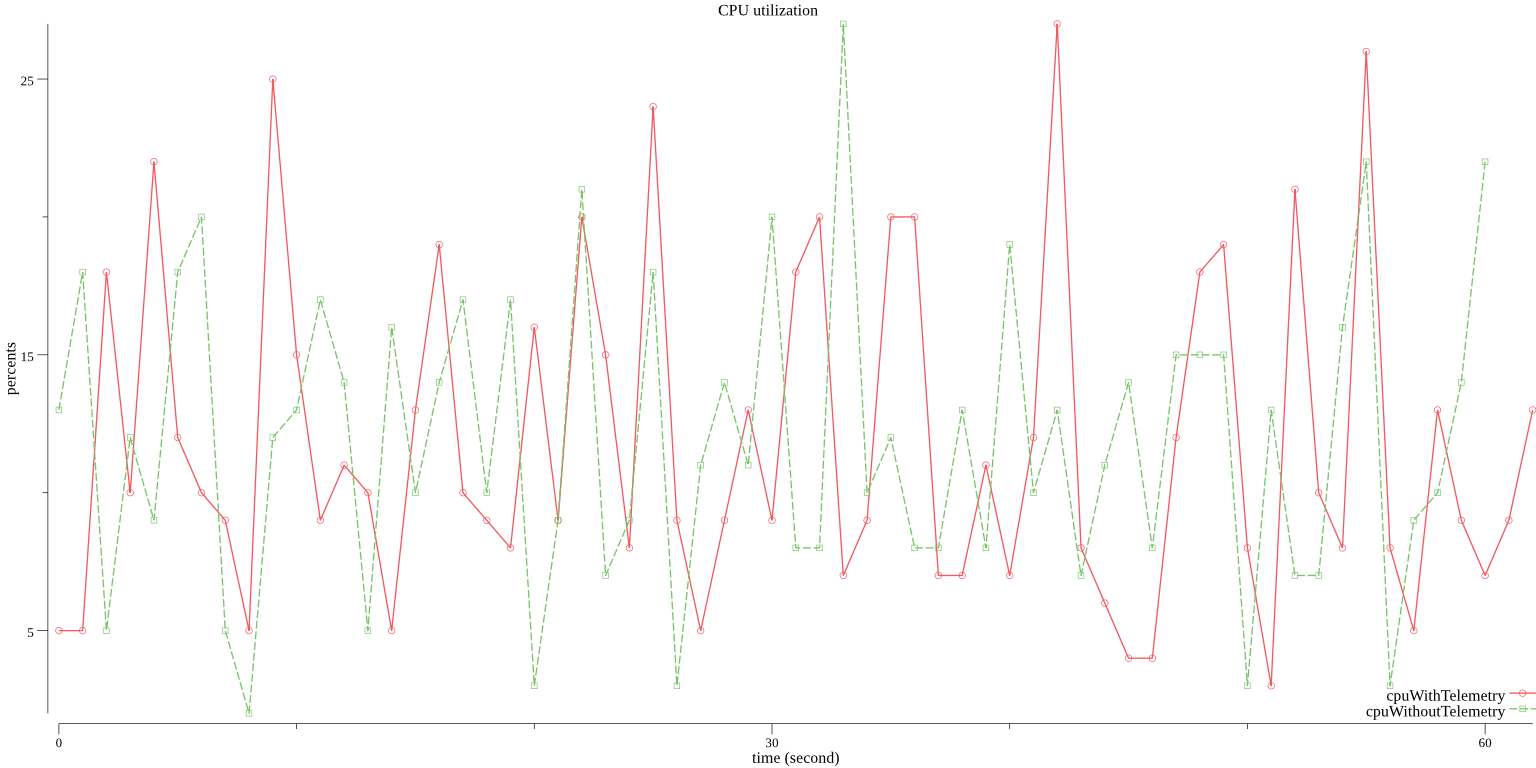 CPU utilization
25
15
5
percents
cpuWithTelemetry
cpuWithoutTelemetry
0
30
60
time (second)